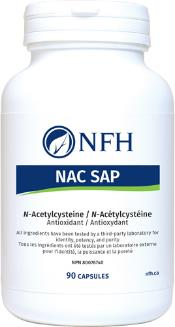 NFH
NAC SAP
N-Acetylcysteine / N-Acétylcystéine
Antioxidant / Antioxydant
All ingredients have been tested by a third-party laboratory for
identity, potency, and purity
Tous les ingrédients ont été testés par un laboratoire externe
pour l'identité, la puissance et la pureté
NPN
90 CAPSULES
nfh.ca